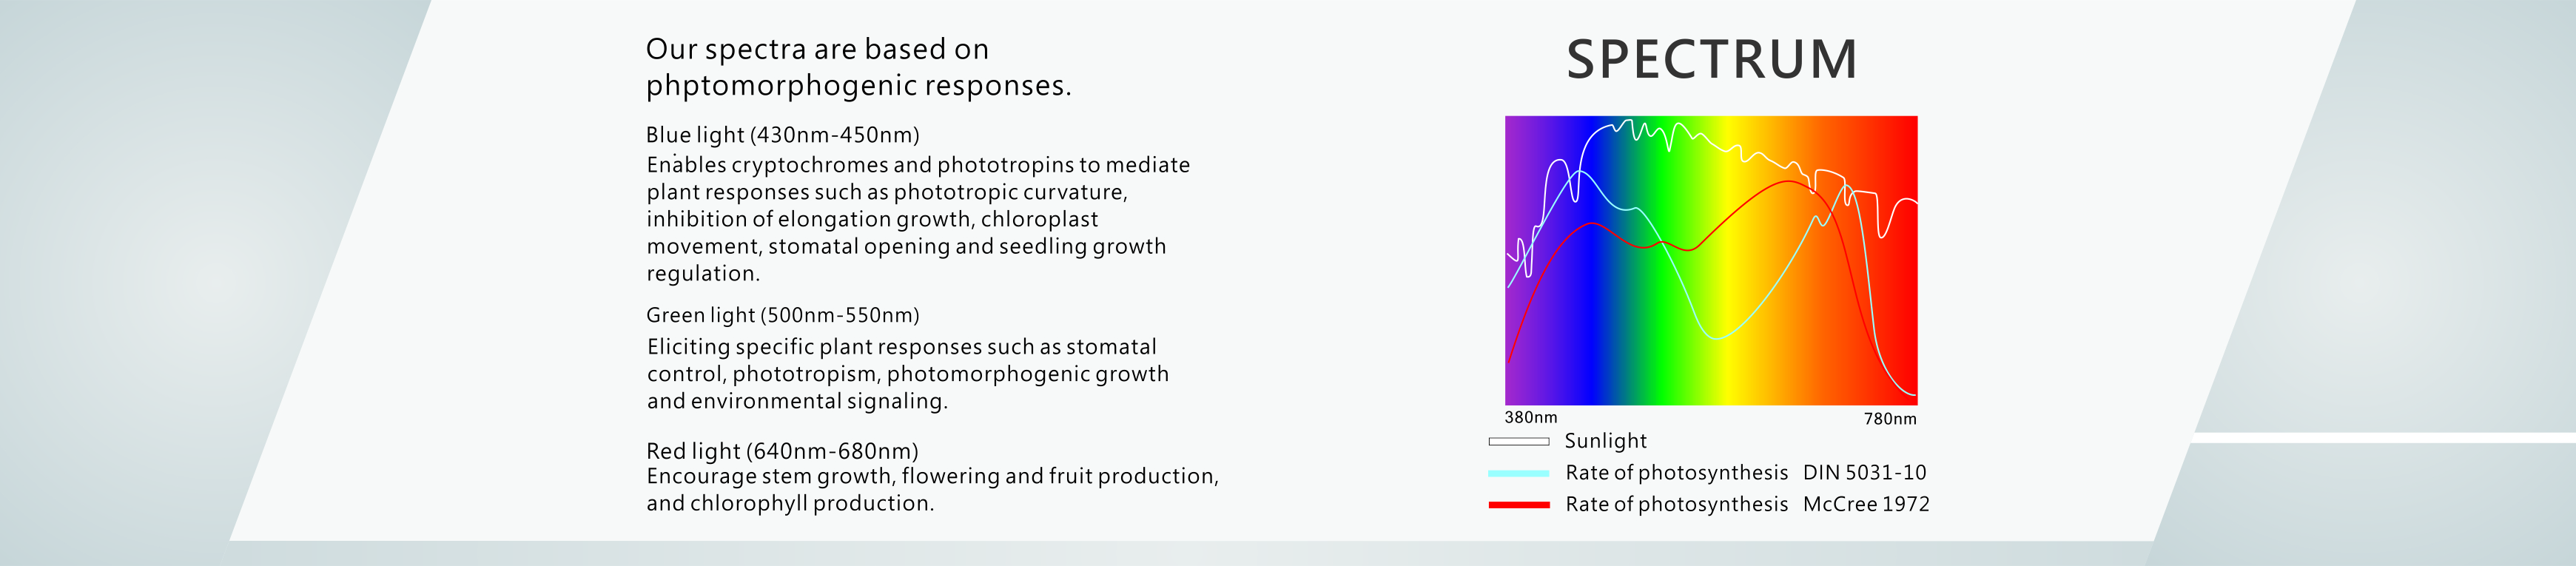 Our spectra are based on
phptomorphogenic responses.
Blue light (430nm-450nm)
Enables cryptochromes and phototropins to mediate
plant responses such as phototropic curvature,
inhibition of elongation growth, chloroplast
movement, stomatal opening and seedling growth
regulation.
Green light (500nm-550nm)
Eliciting specific plant responses such as stomatal
control, phototropism, photomorphogenic growth
and environmental signaling.
Red light (640nm-680nm)
Encourage stem growth, flowering and fruit production,
and chlorophyll production.
SPECTRUM
380nm 780nm
Sunlight
Rate of photosynthesis DIN 5031-10
Rate of photosynthesis McCree 1972